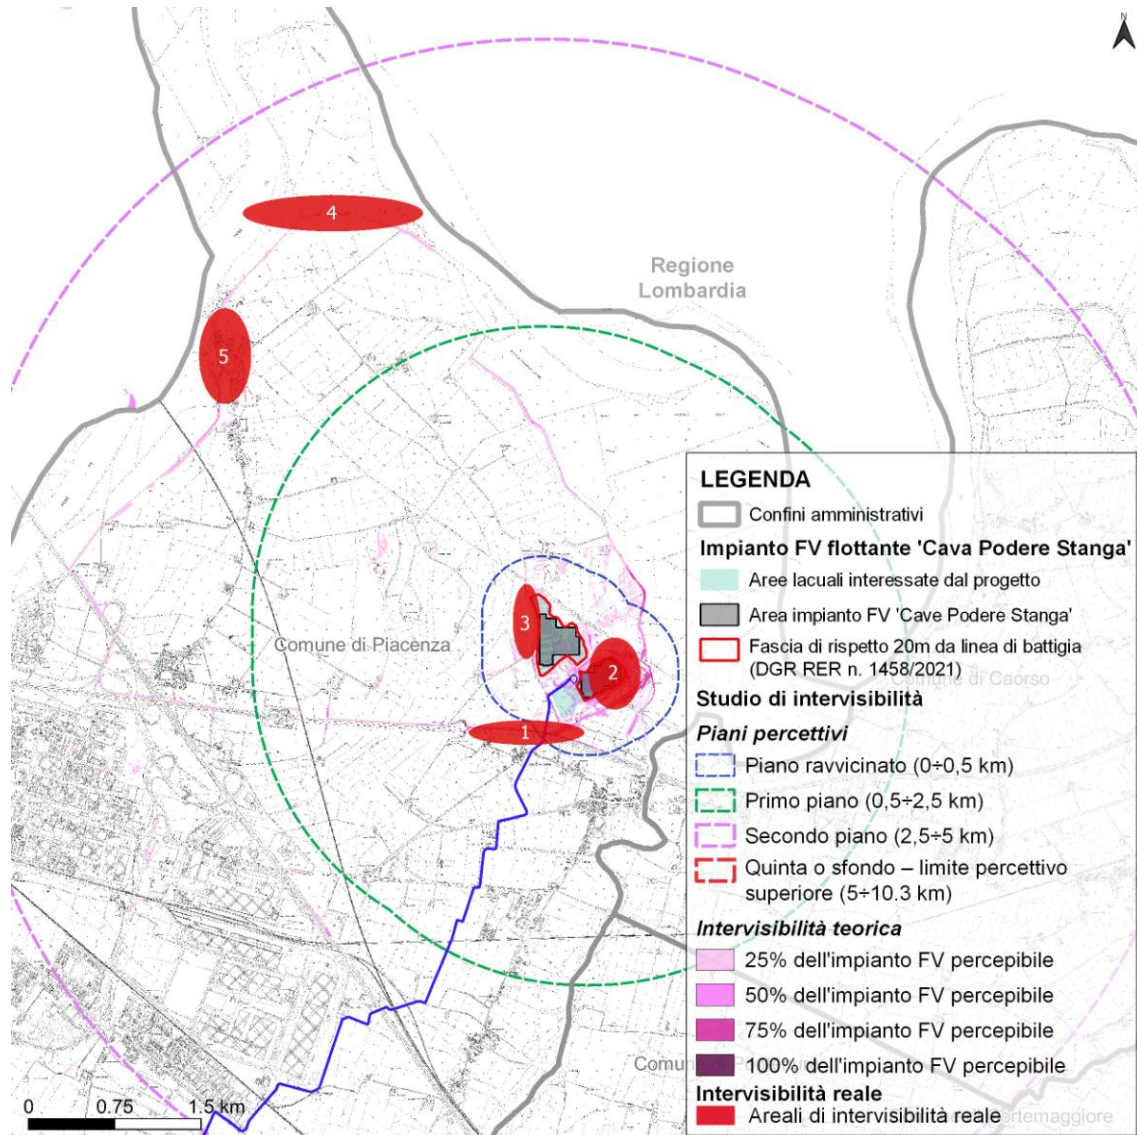 N
4
Regione
Lombardia
5
3
Comune di Piacenza
2
1
LEGENDA
Confini amministrativi
Impianto FV flottante 'Cava Podere Stanga'
Aree lacuali interessate dal progetto
Area impianto FV 'Cave Podere Stanga'
Fascia di rispetto 20m da linea di battigia
(DGR RER n. 1458/2021)
Comune di Caorso
Studio di intervisibilità
Piani percettivi
Piano ravvicinato (0÷0,5 km)
Primo piano (0,5÷2,5 km)
Secondo piano (2,5÷5 km)
Quinta o sfondo – limite percettivo
superiore (5÷10.3 km)
Intervisibilità teorica
25% dell'impianto FV percepibile
50% dell'impianto FV percepibile
75% dell'impianto FV percepibile
100% dell'impianto FV percepibile
Intervisibilità reale
Areali di intervisibilità reale
0 0.75 1.5 km